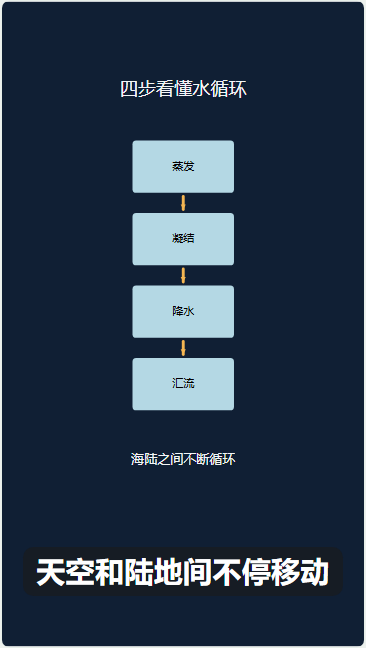 四步看懂水循环
蒸发
凝结
降水
汇流
海陆之间不断循环
天空和陆地间不停移动